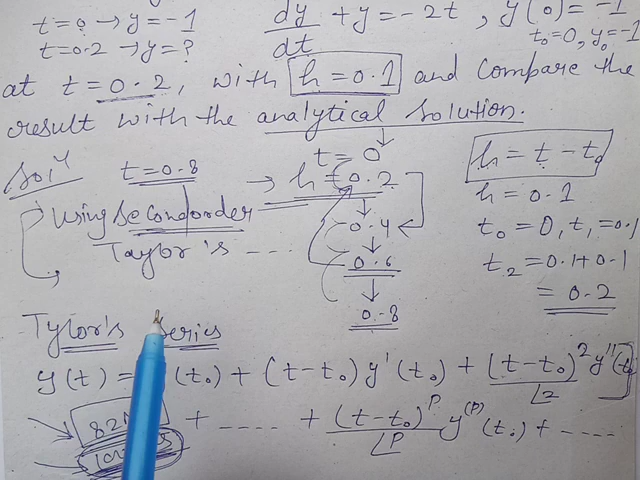 t=0 → y=-1
dy/dt + y = -2t, y(0) = -1
t=0.2 → y=?
t₀=0, y₀=-1
at t=0.2, with h=0.1 and compare the
result with the analytical solution.
Solⁿ
t=0.8
t=0
→ h=0.2
0.4
0.6
0.8
Using Second order
Taylor's ----
h = t - t₀
h = 0.1
t₀ = 0, t₁ = 0.1
t₂ = 0.1+0.1
= 0.2
Tylor's Series
y(t) = (t₀) + (t-t₀) y'(t₀) + (t-t₀)²/∟2 y''(t₀)
+ ---- + (t-t₀)^P/∟P y^(P)(t₀) + ----